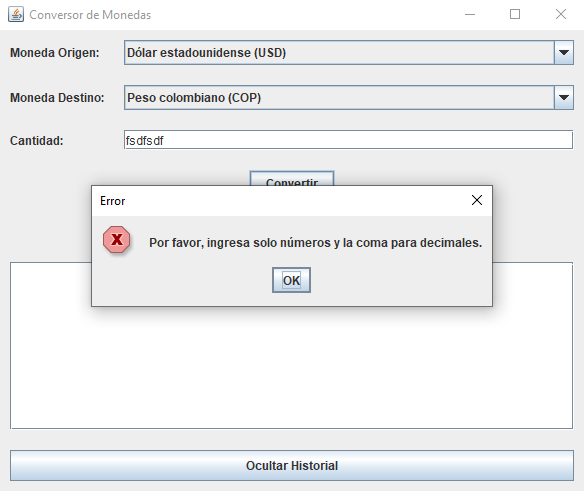 Conversor de Monedas
Moneda Origen: Dólar estadounidense (USD)
Moneda Destino: Peso colombiano (COP)
Cantidad: fsdfsdf
Convertir
Error
Por favor, ingresa solo números y la coma para decimales.
OK
Ocultar Historial